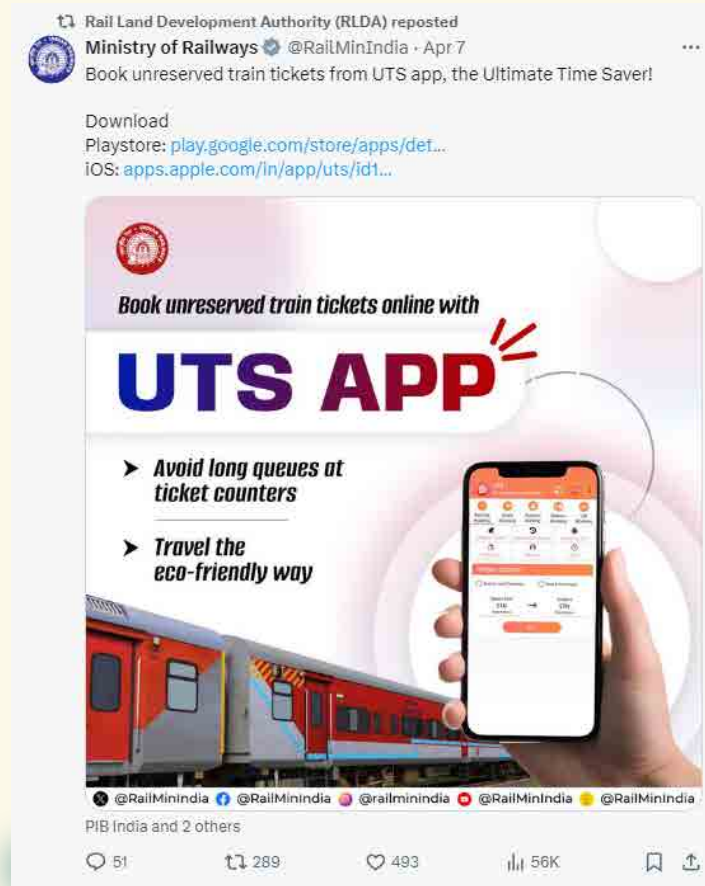 Rail Land Development Authority (RLDA) reposted
Ministry of Railways @RailMinIndia · Apr 7
Book unreserved train tickets from UTS app, the Ultimate Time Saver!
Download
Playstore: play.google.com/store/apps/det...
iOS: apps.apple.com/in/app/uts/id1...
Book unreserved train tickets online with
UTS APP
➤ Avoid long queues at
ticket counters
➤ Travel the
eco-friendly way
@RailMinIndia @RailMinIndia @railminindia @RailMinIndia @RailMinIndia
PIB India and 2 others
51 289 493 56K